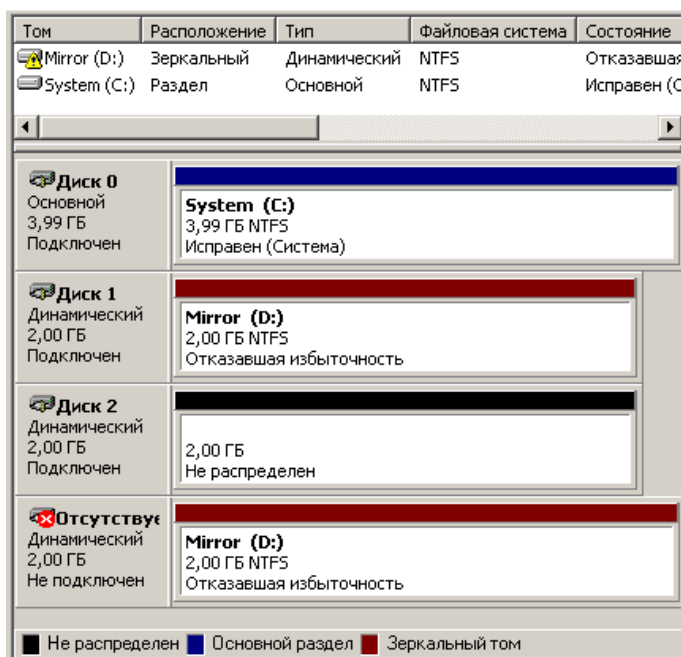 Том Расположение Тип Файловая система Состояние
Mirror (D:) Зеркальный Динамический NTFS Отказавшая
System (C:) Раздел Основной NTFS Исправен (С
Диск 0
Основной
3,99 ГБ
Подключен
System (C:)
3,99 ГБ NTFS
Исправен (Система)
Диск 1
Динамический
2,00 ГБ
Подключен
Mirror (D:)
2,00 ГБ NTFS
Отказавшая избыточность
Диск 2
Динамический
2,00 ГБ
Подключен
2,00 ГБ
Не распределен
Отсутствуе
Динамический
2,00 ГБ
Не подключен
Mirror (D:)
2,00 ГБ NTFS
Отказавшая избыточность
Не распределен Основной раздел Зеркальный том